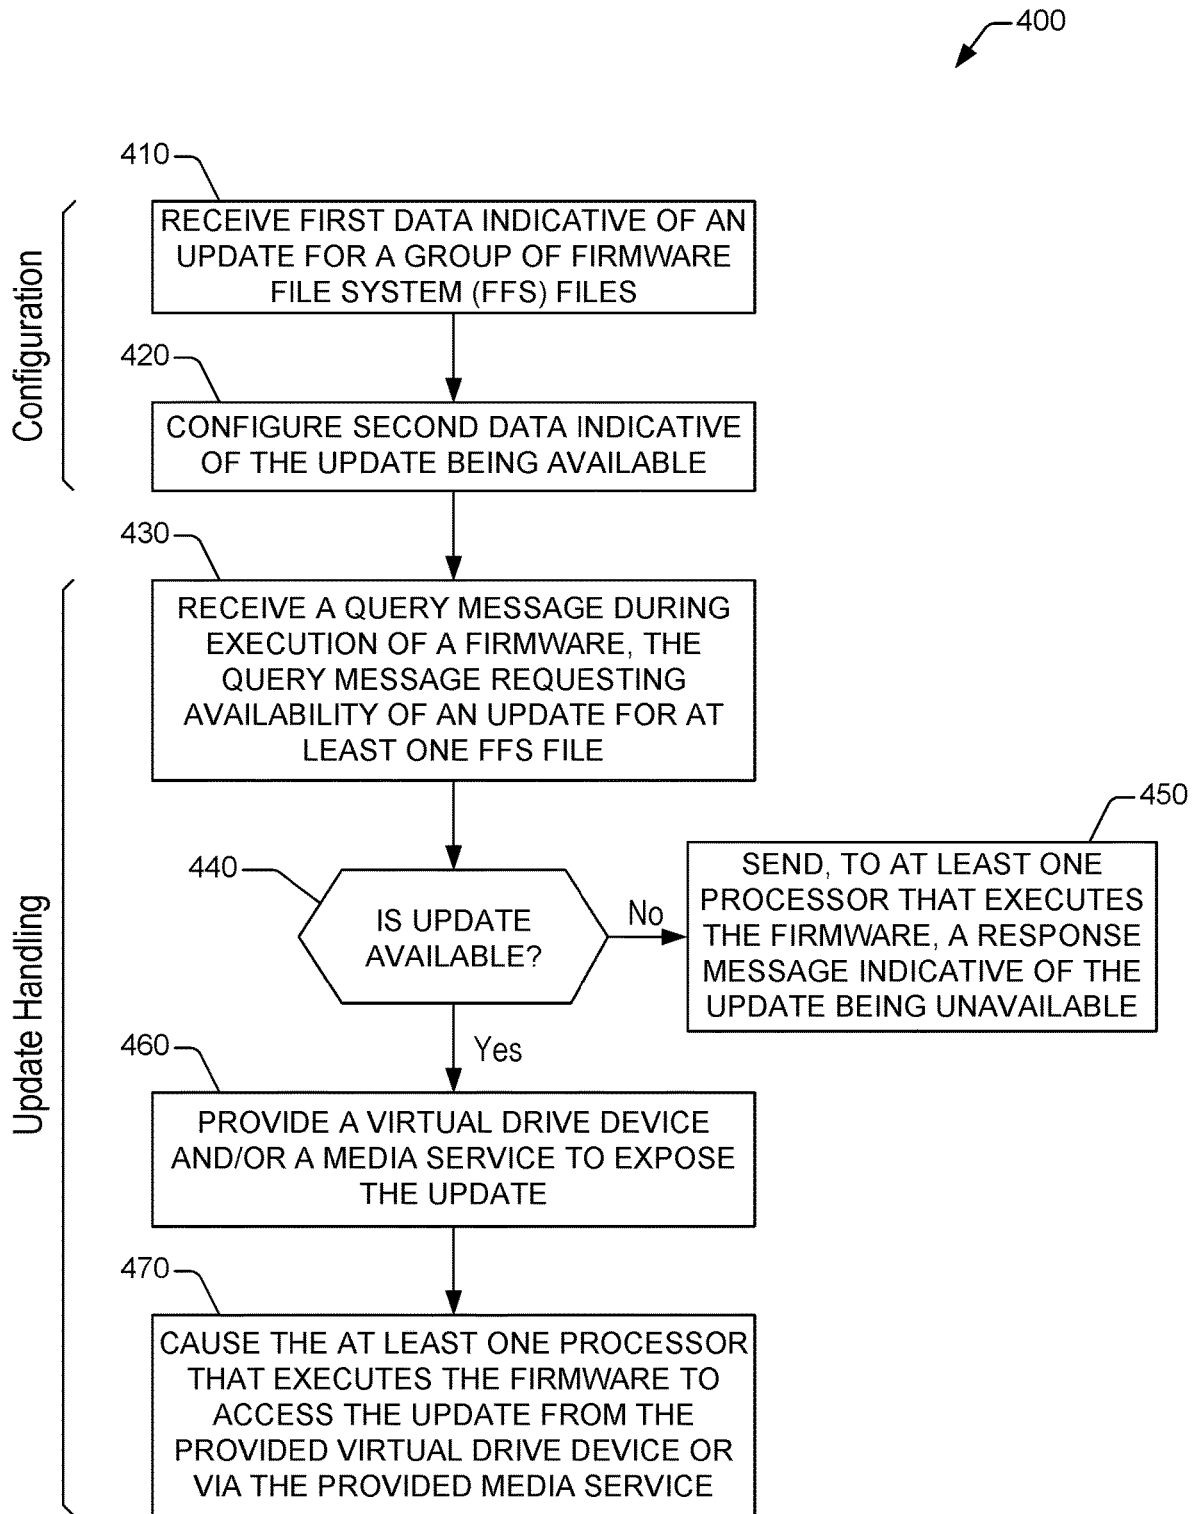 400
410
RECEIVE FIRST DATA INDICATIVE OF AN
UPDATE FOR A GROUP OF FIRMWARE
FILE SYSTEM (FFS) FILES
Configuration
420
CONFIGURE SECOND DATA INDICATIVE
OF THE UPDATE BEING AVAILABLE
430
RECEIVE A QUERY MESSAGE DURING
EXECUTION OF A FIRMWARE, THE
QUERY MESSAGE REQUESTING
AVAILABILITY OF AN UPDATE FOR AT
LEAST ONE FFS FILE
Update Handling
440
IS UPDATE
AVAILABLE?
No
450
SEND, TO AT LEAST ONE
PROCESSOR THAT EXECUTES
THE FIRMWARE, A RESPONSE
MESSAGE INDICATIVE OF THE
UPDATE BEING UNAVAILABLE
Yes
460
PROVIDE A VIRTUAL DRIVE DEVICE
AND/OR A MEDIA SERVICE TO EXPOSE
THE UPDATE
470
CAUSE THE AT LEAST ONE PROCESSOR
THAT EXECUTES THE FIRMWARE TO
ACCESS THE UPDATE FROM THE
PROVIDED VIRTUAL DRIVE DEVICE OR
VIA THE PROVIDED MEDIA SERVICE